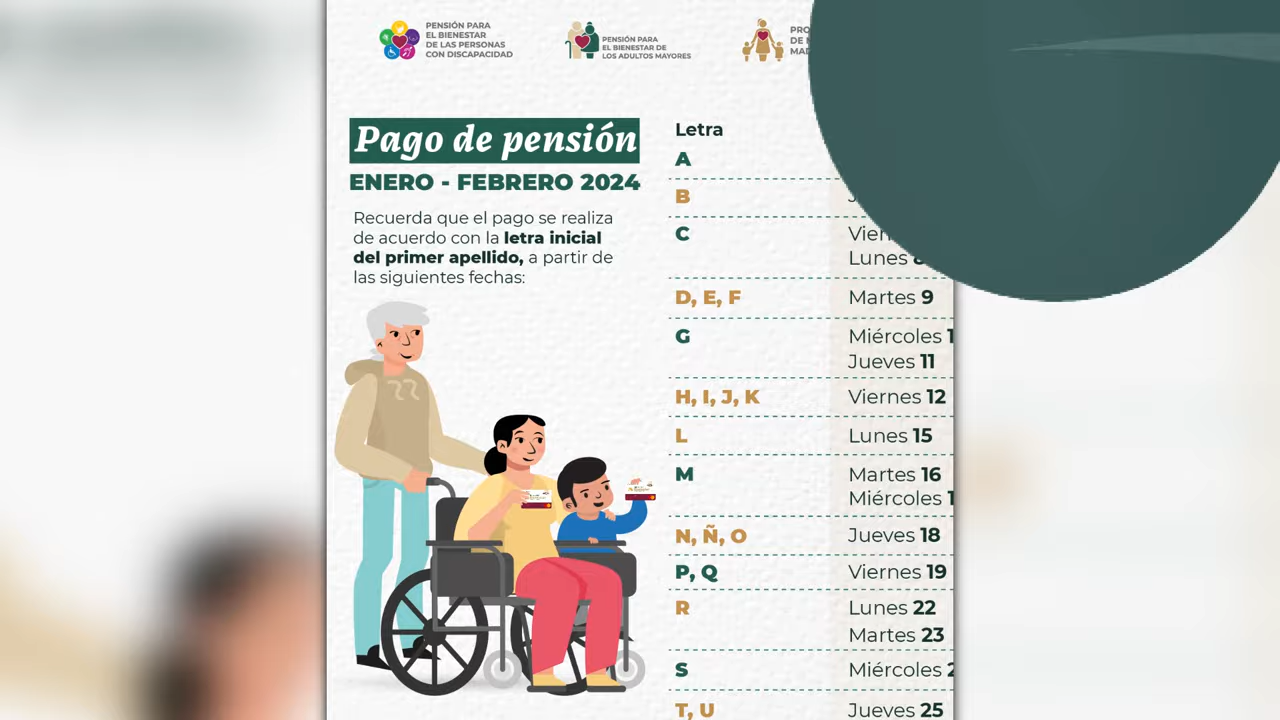 PENSIÓN PARA
EL BIENESTAR
DE LAS PERSONAS
CON DISCAPACIDAD
PENSIÓN PARA
EL BIENESTAR DE
LOS ADULTOS MAYORES
Pago de pensión
ENERO - FEBRERO 2024
Recuerda que el pago se realiza
de acuerdo con la letra inicial
del primer apellido, a partir de
las siguientes fechas:
Letra
A
B
C
Lunes
D, E, F Martes 9
G Miércoles
Jueves 11
H, I, J, K Viernes 12
L Lunes 15
M Martes 16
Miércoles
N, Ñ, O Jueves 18
P, Q Viernes 19
R Lunes 22
Martes 23
S Miércoles
T, U Jueves 25